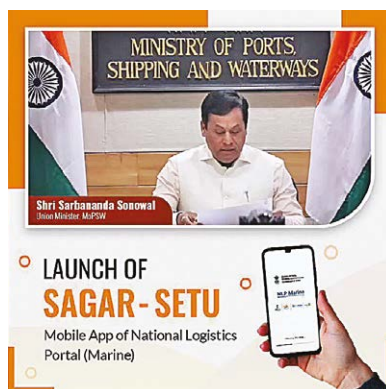 MINISTRY OF PORTS,
SHIPPING AND WATERWAYS
Shri Sarbananda Sonowal
Union Minister, MoPSW
LAUNCH OF
SAGAR-SETU
Mobile App of National Logistics
Portal (Marine)
NLP Marine